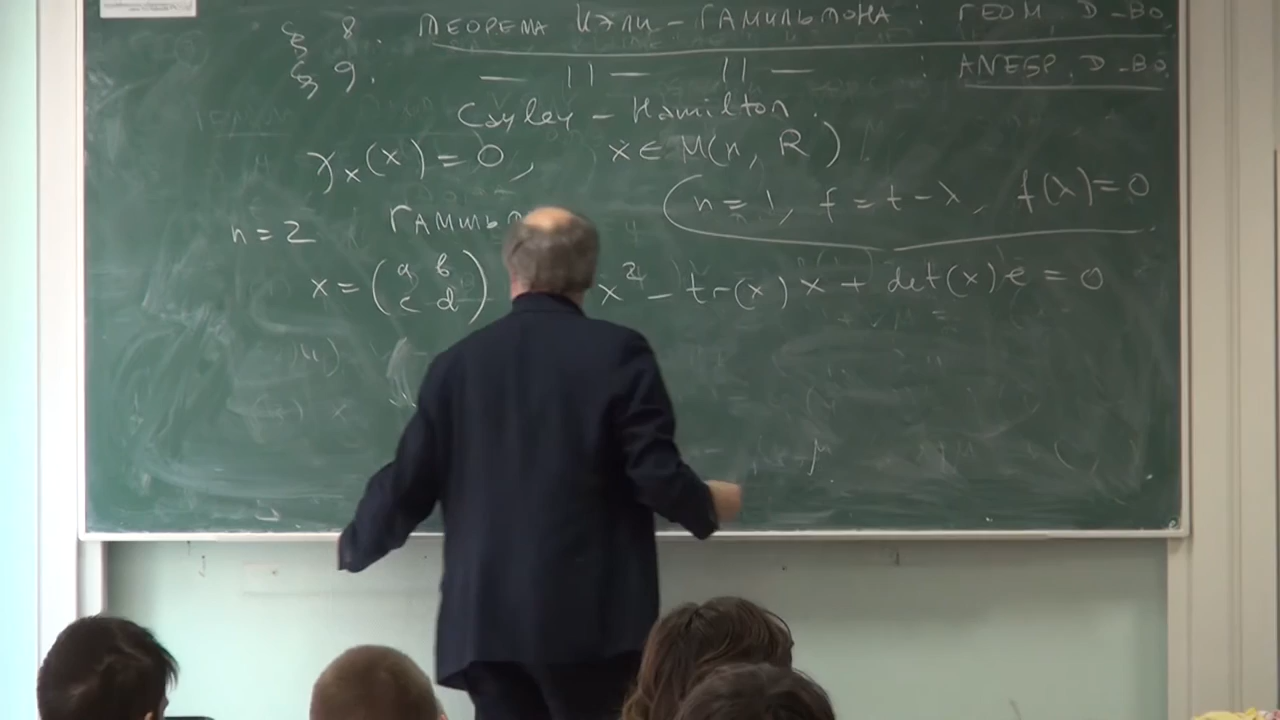 § 8. ТЕОРЕМА КЭЛИ – ГАМИЛЬТОНА : ГЕОМ. Д-ВО.
§ 9. — 〃 — 〃 — : АЛГЕБР. Д-ВО.
Cayley – Hamilton.
χₓ(x) = 0, x ∈ M(n, R)
(n = 1, f = t – λ, f(λ) = 0
n = 2 ГАМИЛЬ
x = (a b c d) x² – tr(x) x + det(x) e = 0